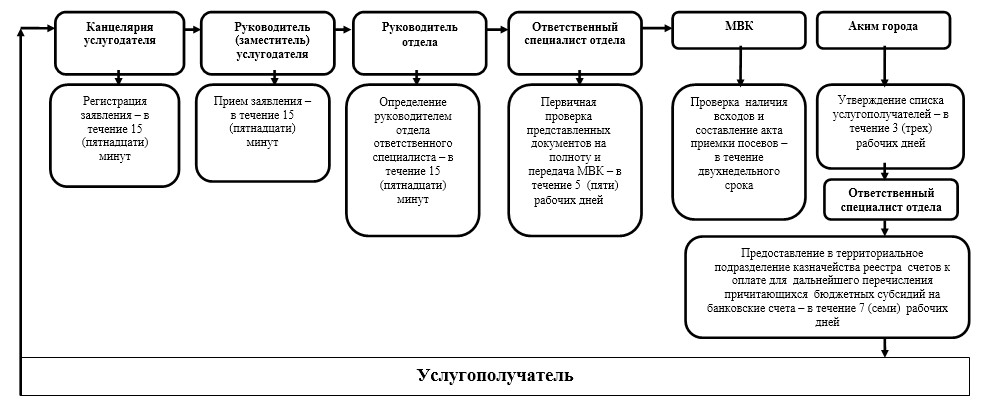 Канцелярия
услугодателя
Руководитель
(заместитель)
услугодателя
Руководитель
отдела
Ответственный
специалист отдела
МВК
Аким города
Регистрация
заявления – в
течение 15
(пятнадцати)
минут
Прием заявления –
в течение 15
(пятнадцати)
минут
Определение
руководителем
отдела
ответственного
специалиста – в
течение 15
(пятнадцати)
минут
Первичная
проверка
представленных
документов на
полноту и
передача МВК – в
течение 5 (пяти)
рабочих дней
Проверка наличия
всходов и
составление акта
приемки посевов –
в течение
двухнедельного
срока
Утверждение списка
услугополучателей – в
течение 3 (трех)
рабочих дней
Ответственный
специалист отдела
Предоставление в территориальное
подразделение казначейства реестра счетов к
оплате для дальнейшего перечисления
причитающихся бюджетных субсидий на
банковские счета – в течение 7 (семи) рабочих
дней
Услугополучатель